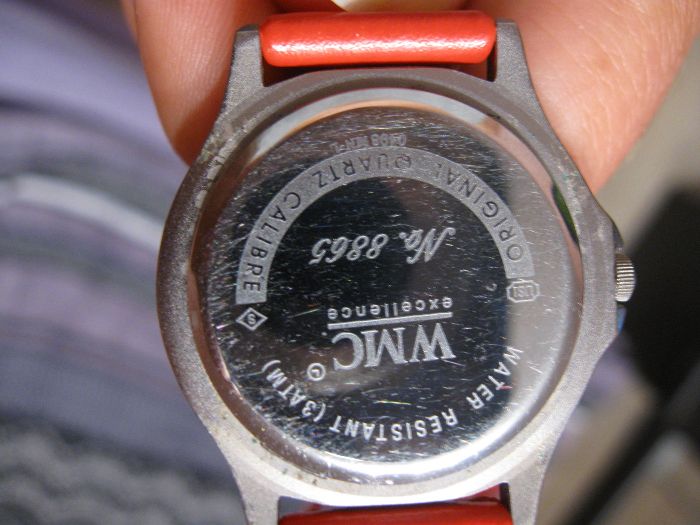 WMC
excellence
No. 8865
ORIGINAL QUARTZ CALIBRE
WATER RESISTANT (3ATM)